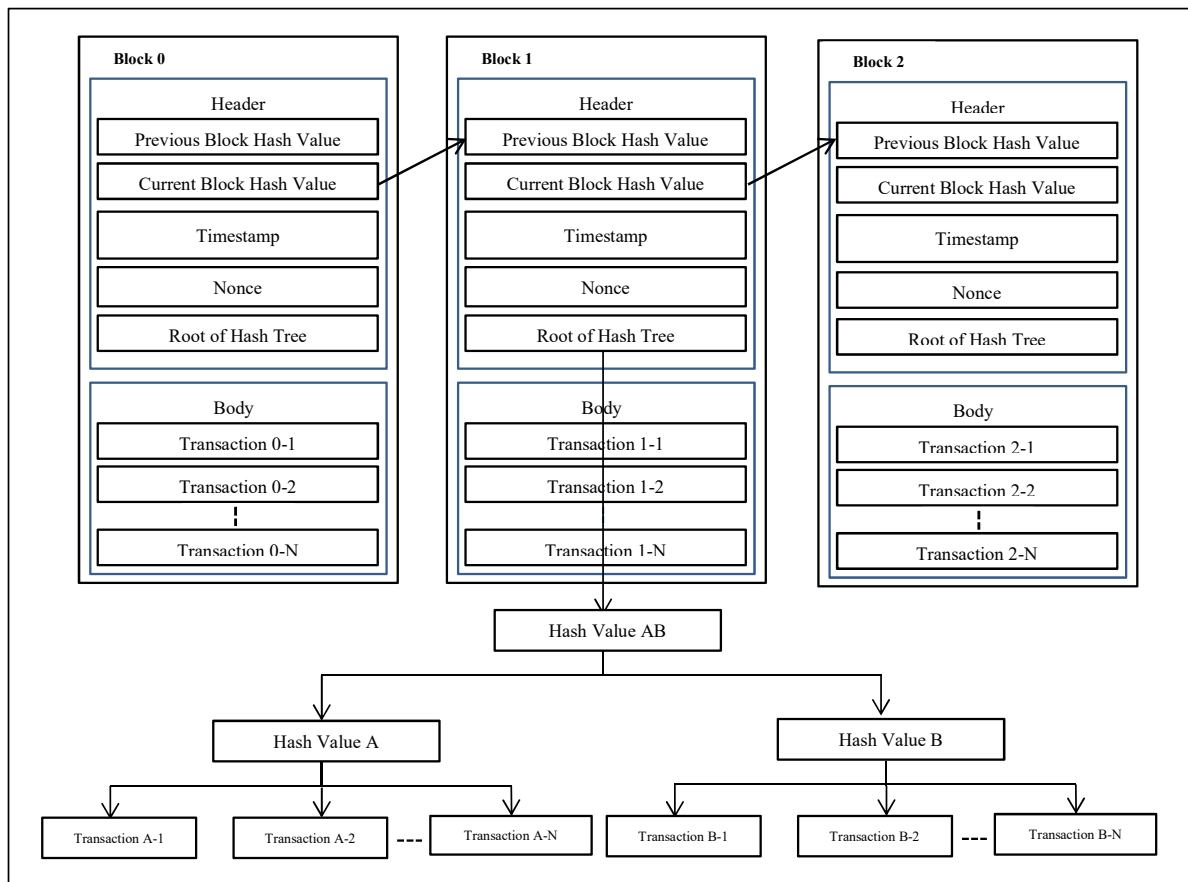 Block 0
Header
Previous Block Hash Value
Current Block Hash Value
Timestamp
Nonce
Root of Hash Tree
Body
Transaction 0-1
Transaction 0-2
Transaction 0-N
Block 1
Header
Previous Block Hash Value
Current Block Hash Value
Timestamp
Nonce
Root of Hash Tree
Body
Transaction 1-1
Transaction 1-2
Transaction 1-N
Block 2
Header
Previous Block Hash Value
Current Block Hash Value
Timestamp
Nonce
Root of Hash Tree
Body
Transaction 2-1
Transaction 2-2
Transaction 2-N
Hash Value AB
Hash Value A
Hash Value B
Transaction A-1
Transaction A-2
Transaction A-N
Transaction B-1
Transaction B-2
Transaction B-N